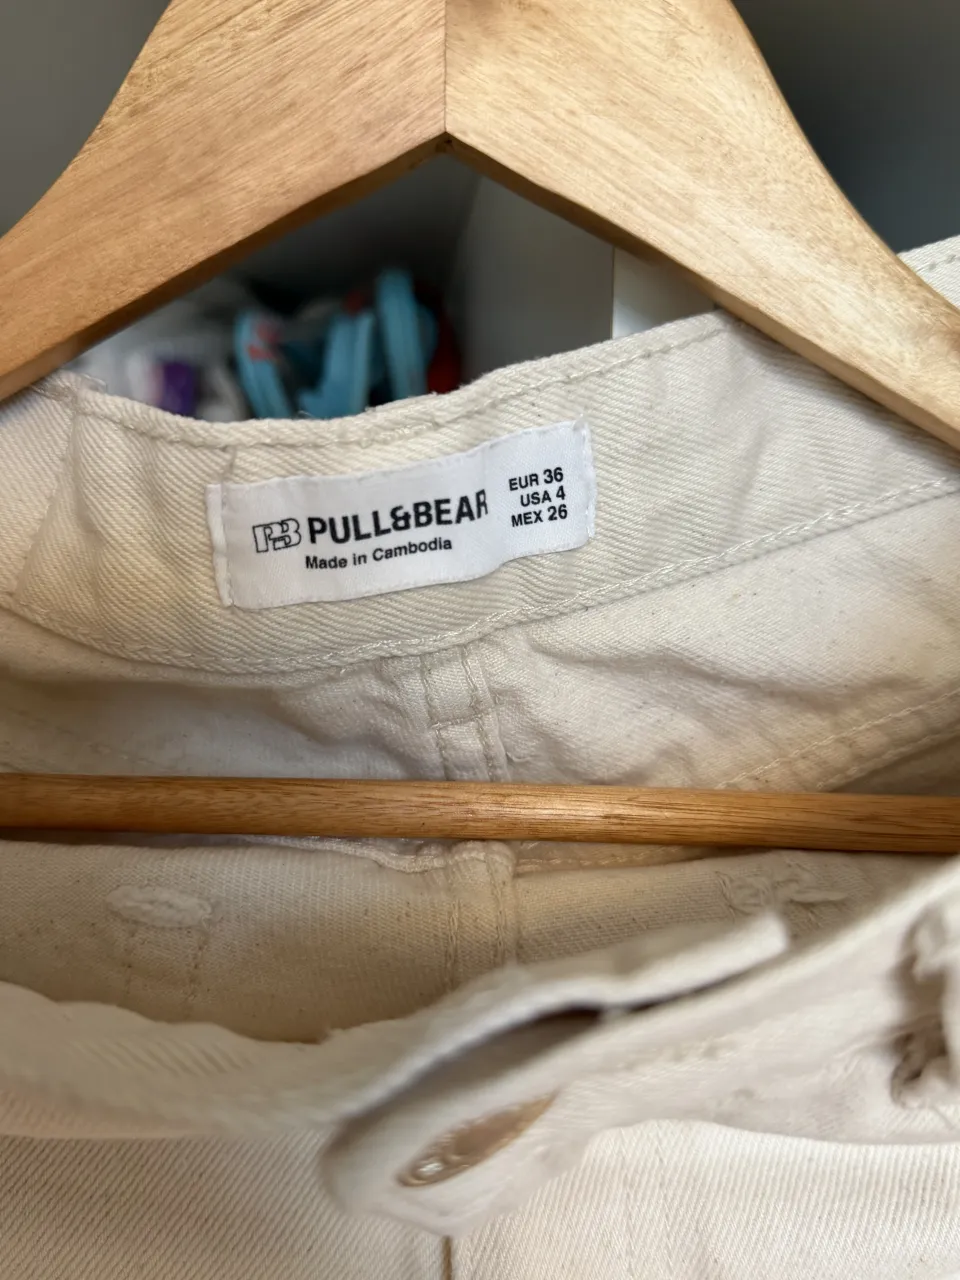 PB PULL&BEAR
Made in Cambodia
EUR 36
USA 4
MEX 26